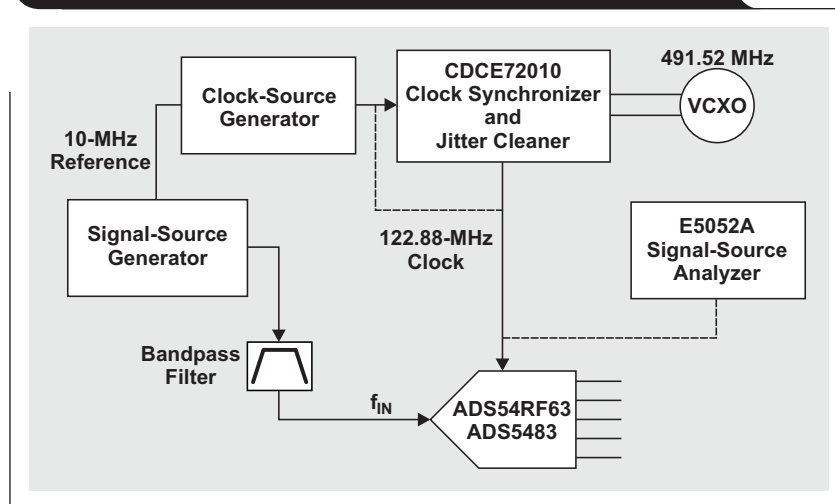 491.52 MHz
CDCE72010
Clock Synchronizer
and
Jitter Cleaner
VCXO
Clock-Source
Generator
10-MHz
Reference
Signal-Source
Generator
122.88-MHz
Clock
E5052A
Signal-Source
Analyzer
Bandpass
Filter
fIN
ADS54RF63
ADS5483